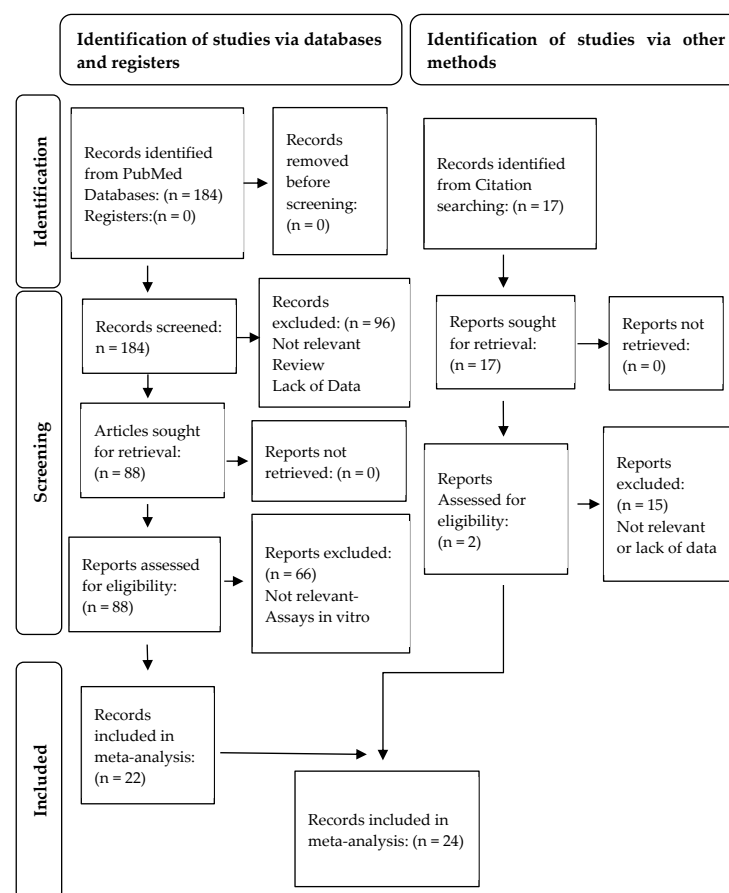 Identification of studies via databases
and registers
Identification of studies via other
methods
Identification
Records identified
from PubMed
Databases: (n = 184)
Registers:(n = 0)
Records
removed
before
screening:
(n = 0)
Records identified
from Citation
searching: (n = 17)
Screening
Records screened:
n = 184)
Records
excluded: (n = 96)
Not relevant
Review
Lack of Data
Reports sought
for retrieval:
(n = 17)
Reports not
retrieved:
(n = 0)
Articles sought
for retrieval:
(n = 88)
Reports not
retrieved: (n = 0)
Reports
Assessed for
eligibility:
(n = 2)
Reports
excluded:
(n = 15)
Not relevant
or lack of data
Reports assessed
for eligibility:
(n = 88)
Reports excluded:
(n = 66)
Not relevant-
Assays in vitro
Included
Records
included in
meta-analysis:
(n = 22)
Records included in
meta-analysis: (n = 24)